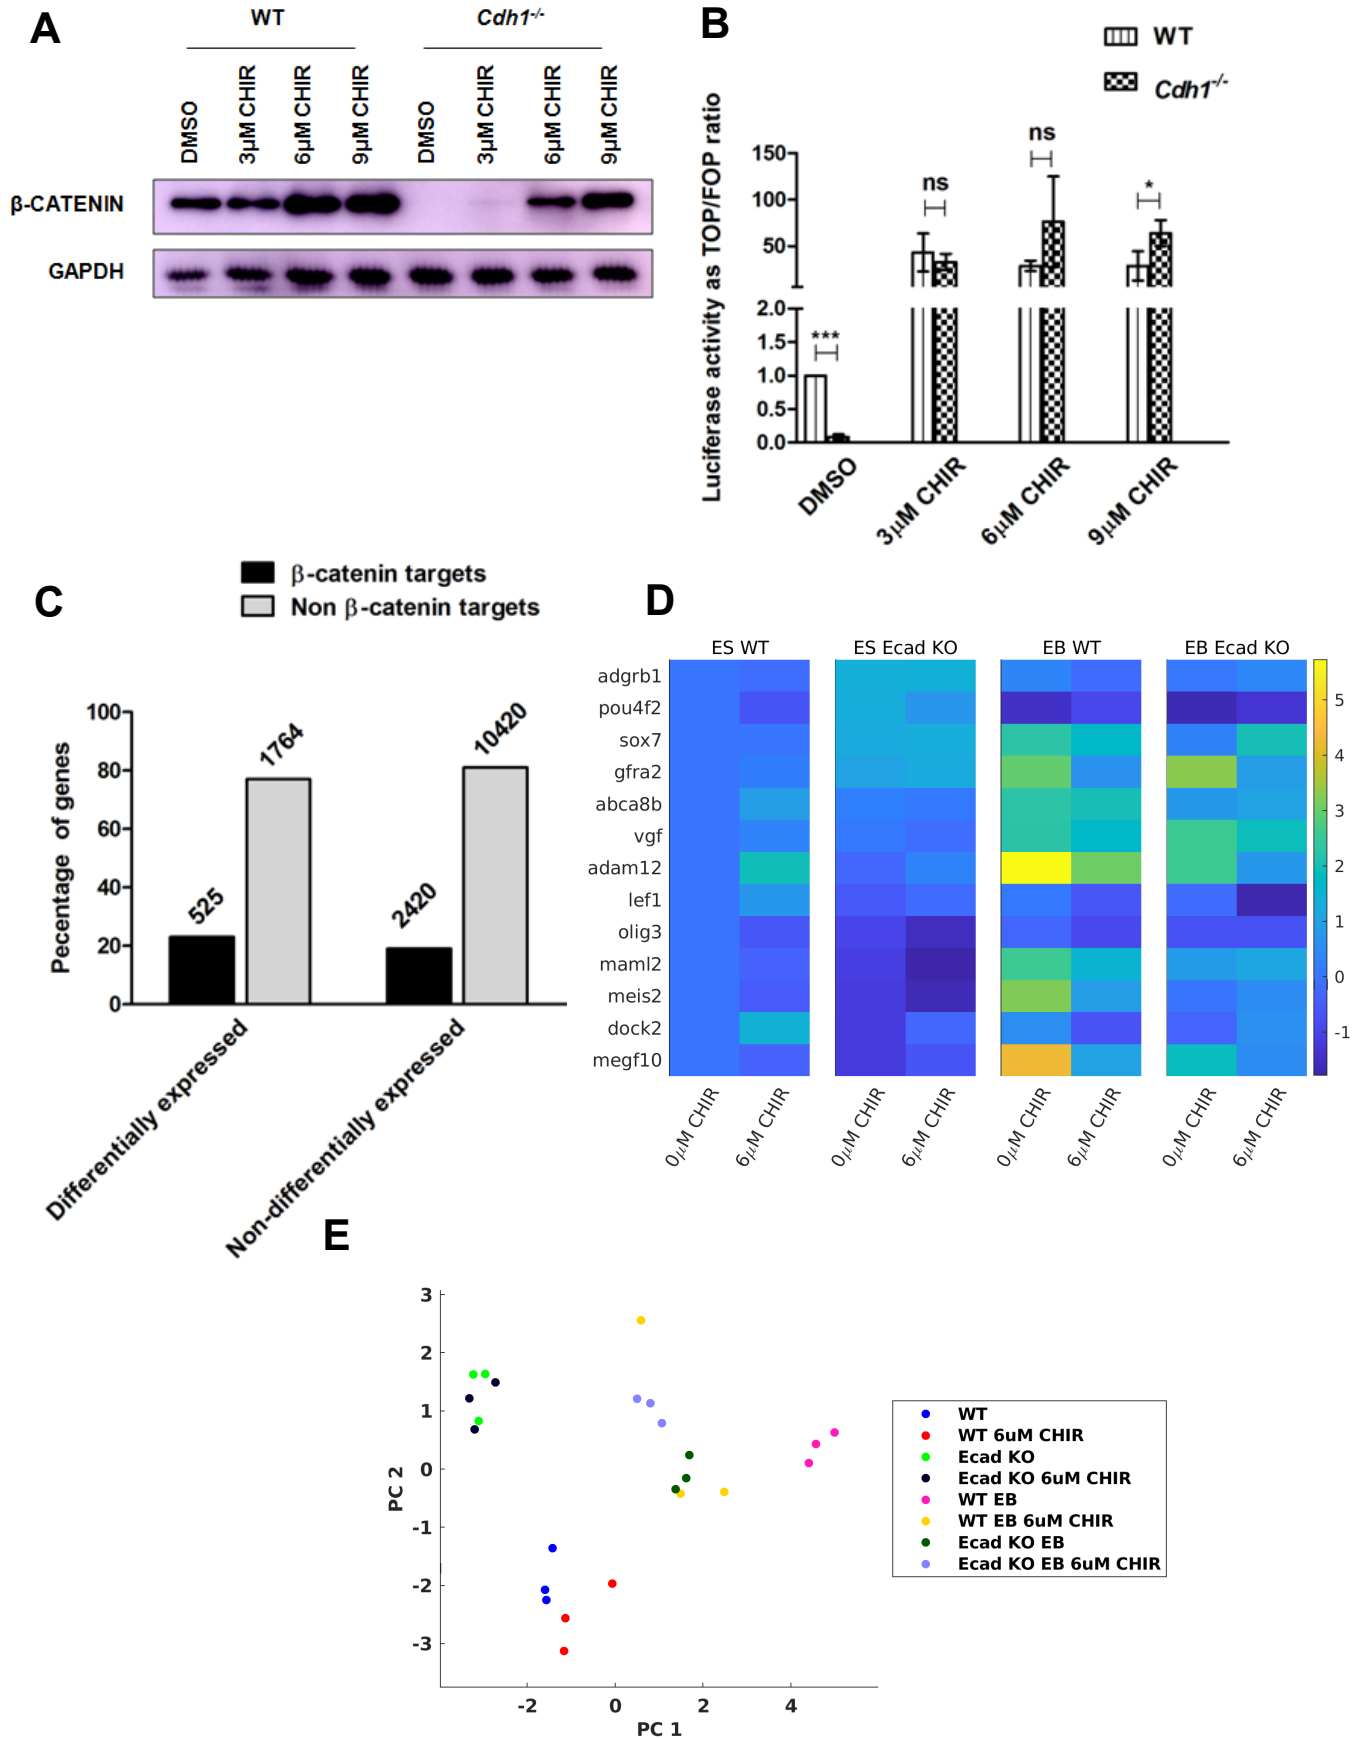 A
WT
Cdh1-/-
DMSO
3µM CHIR
6µM CHIR
9µM CHIR
DMSO
3µM CHIR
6µM CHIR
9µM CHIR
β-CATENIN
GAPDH
B
WT
Cdh1-/-
Luciferase activity as TOP/FOP ratio
150
100
50
2.0
1.5
1.0
0.5
0.0
***
ns
ns
*
DMSO
3µM CHIR
6µM CHIR
9µM CHIR
C
β-catenin targets
Non β-catenin targets
Pecentage of genes
100
80
60
40
20
0
525
1764
2420
10420
Differentially expressed
Non-differentially expressed
D
ES WT
ES Ecad KO
EB WT
EB Ecad KO
adgrb1
pou4f2
sox7
gfra2
abca8b
vgf
adam12
lef1
olig3
maml2
meis2
dock2
megf10
0µM CHIR
6µM CHIR
0µM CHIR
6µM CHIR
0µM CHIR
6µM CHIR
0µM CHIR
6µM CHIR
5
4
3
2
1
0
-1
E
3
2
1
0
-1
-2
-3
PC 2
-2
0
2
4
PC 1
WT
WT 6uM CHIR
Ecad KO
Ecad KO 6uM CHIR
WT EB
WT EB 6uM CHIR
Ecad KO EB
Ecad KO EB 6uM CHIR